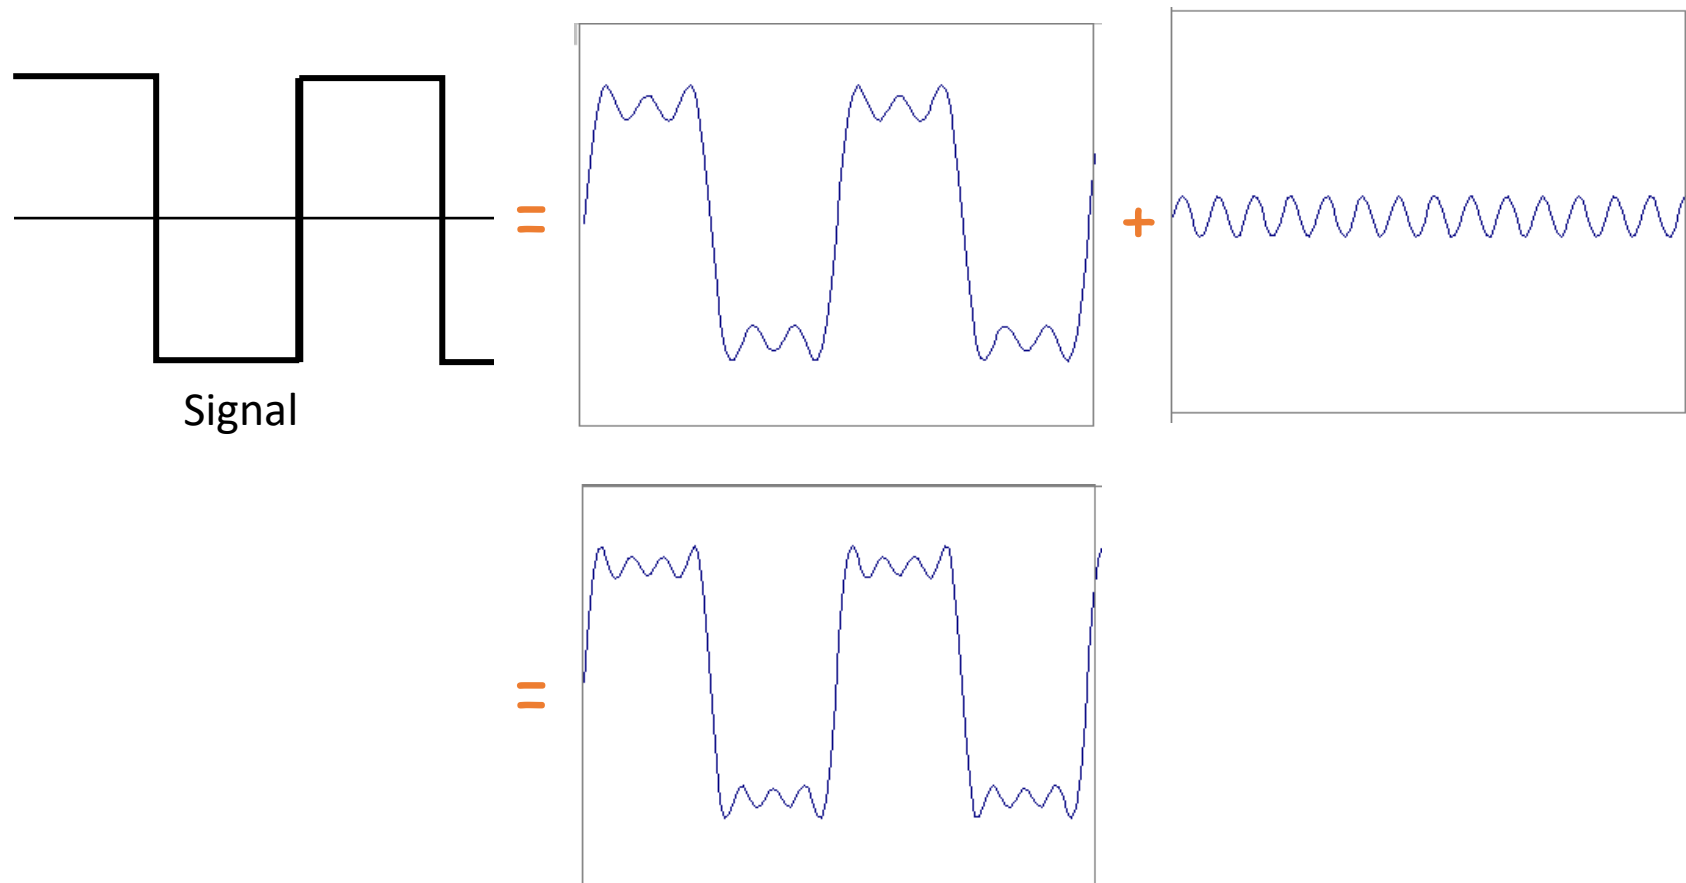 =
+
Signal
=